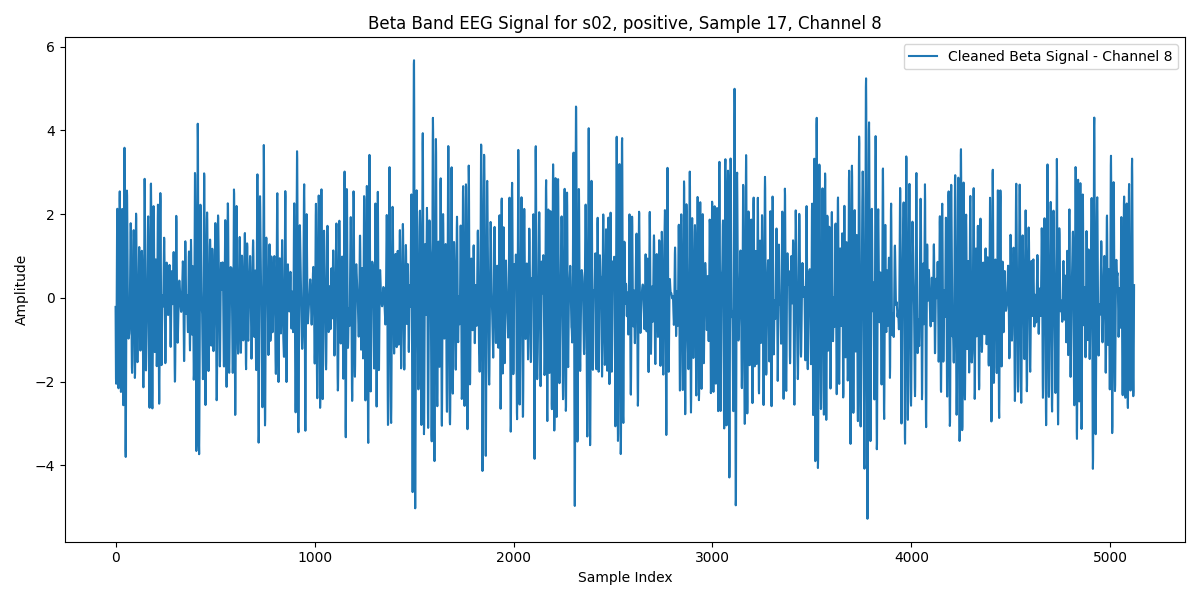 Beta Band EEG Signal for s02, positive, Sample 17, Channel 8
Cleaned Beta Signal - Channel 8
Amplitude
6
4
2
0
−2
−4
0 1000 2000 3000 4000 5000
Sample Index